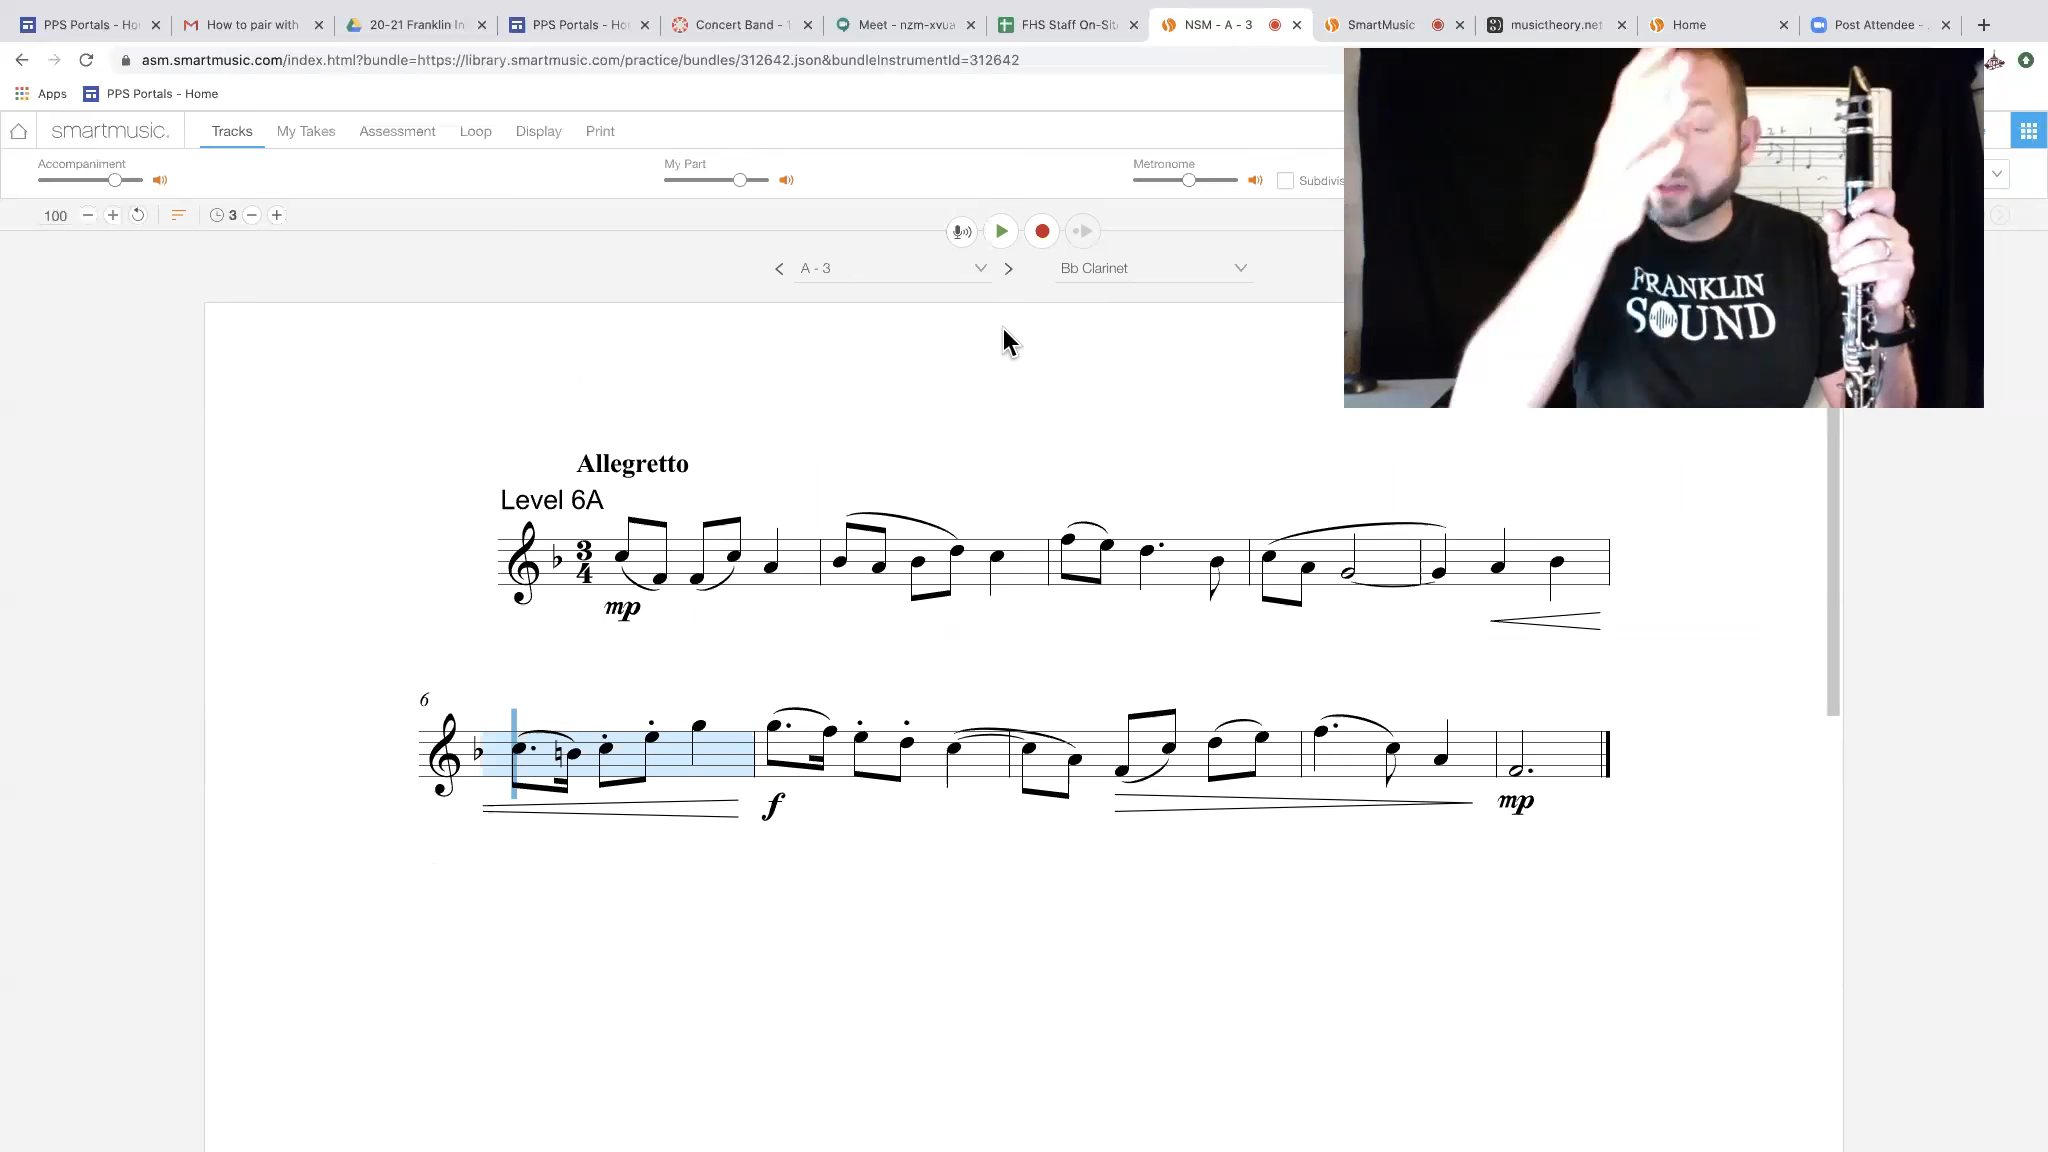 PPS Portals - Ho
How to pair with
20-21 Franklin In
PPS Portals - Ho
Concert Band - 1
Meet - nzm-xvua
FHS Staff On-Sit
NSM - A - 3
SmartMusic
musictheory.net
Home
Post Attendee -
asm.smartmusic.com/index.html?bundle=https://library.smartmusic.com/practice/bundles/312642.json&bundleInstrumentId=312642
Apps
PPS Portals - Home
smartmusic
Tracks
My Takes
Assessment
Loop
Display
Print
Accompaniment
My Part
Metronome
Subdivis
100
3
A - 3
Bb Clarinet
FRANKLIN
SOUND
Allegretto
Level 6A
3
4
mp
6
f
mp